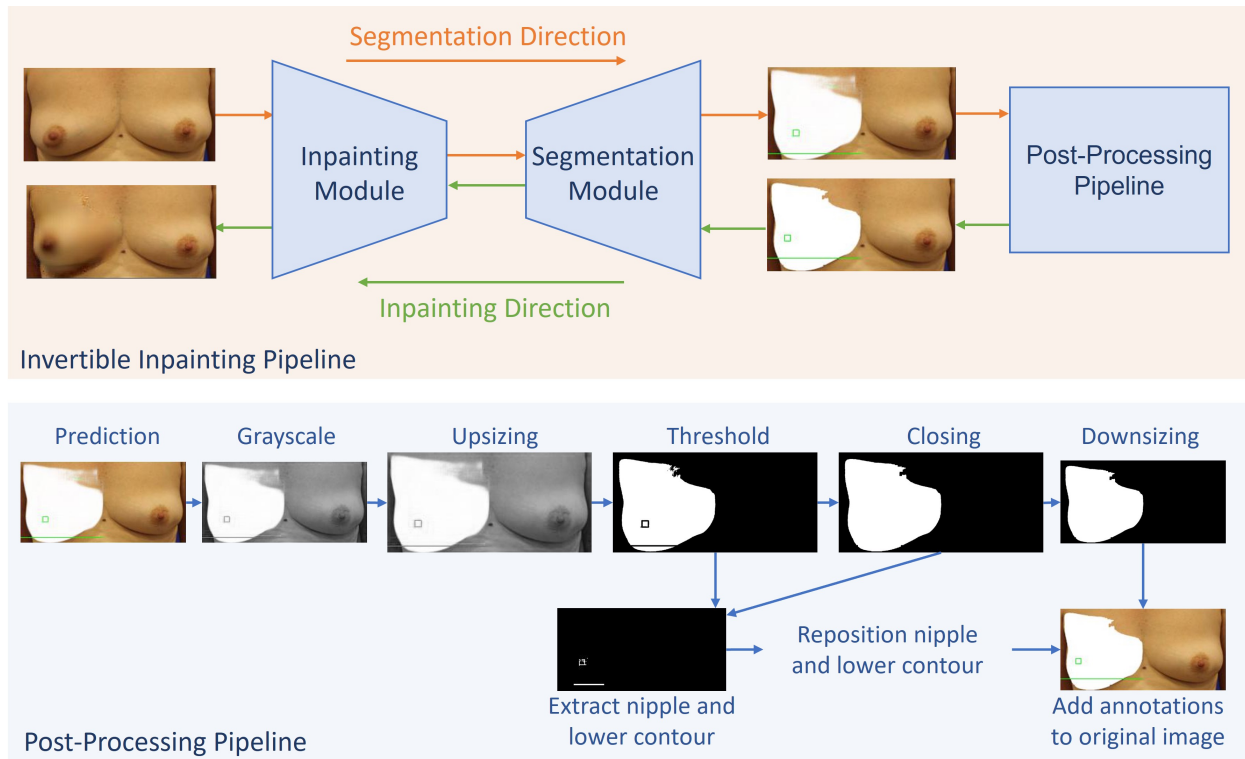 Segmentation Direction
Inpainting
Module
Segmentation
Module
Post-Processing
Pipeline
Inpainting Direction
Invertible Inpainting Pipeline
Prediction
Grayscale
Upsizing
Threshold
Closing
Downsizing
Reposition nipple
and lower contour
Extract nipple and
lower contour
Add annotations
to original image
Post-Processing Pipeline